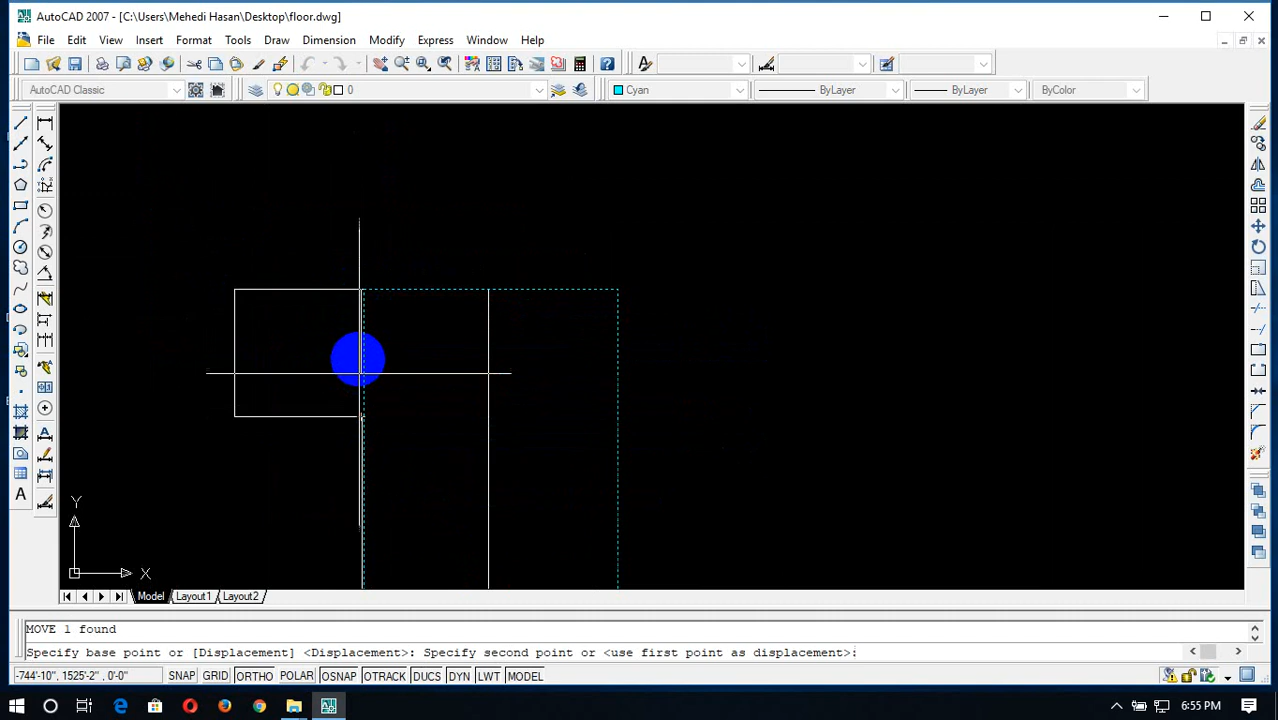 AutoCAD 2007 - [C:\Users\Mehedi Hasan\Desktop\floor.dwg]
File Edit View Insert Format Tools Draw Dimension Modify Express Window Help
AutoCAD Classic 0 Cyan ByLayer ByLayer ByColor
Y
X
Model Layout1 Layout2
MOVE 1 found
Specify base point or [Displacement] <Displacement>: Specify second point or <use first point as displacement>:
-744'-10", 1525'-2" , 0'-0" SNAP GRID ORTHO POLAR OSNAP OTRACK DUCS DYN LWT MODEL
6:55 PM